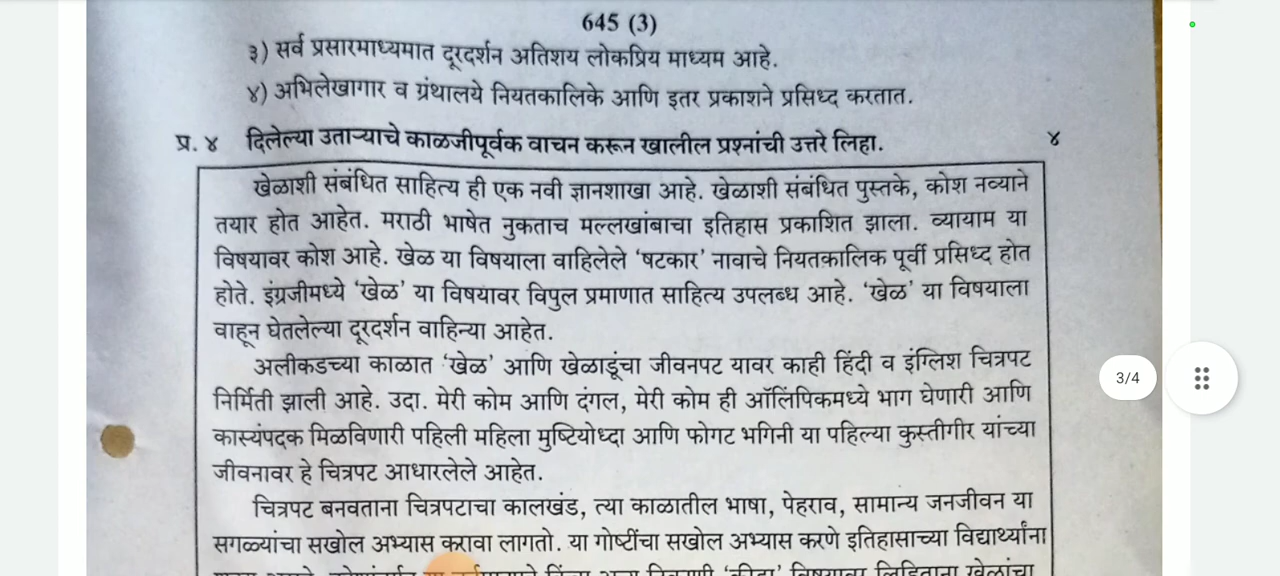 645 (3)
३) सर्व प्रसारमाध्यमात दूरदर्शन अतिशय लोकप्रिय माध्यम आहे.
४) अभिलेखागार व ग्रंथालये नियतकालिके आणि इतर प्रकाशने प्रसिध्द करतात.
प्र. ४ दिलेल्या उताऱ्याचे काळजीपूर्वक वाचन करून खालील प्रश्नांची उत्तरे लिहा. ४
खेळाशी संबंधित साहित्य ही एक नवी ज्ञानशाखा आहे. खेळाशी संबंधित पुस्तके, कोश नव्याने
तयार होत आहेत. मराठी भाषेत नुकताच मल्लखांबाचा इतिहास प्रकाशित झाला. व्यायाम या
विषयावर कोश आहे. खेळ या विषयाला वाहिलेले ‘षटकार’ नावाचे नियतकालिक पूर्वी प्रसिध्द होत
होते. इंग्रजीमध्ये ‘खेळ’ या विषयावर विपुल प्रमाणात साहित्य उपलब्ध आहे. ‘खेळ’ या विषयाला
वाहून घेतलेल्या दूरदर्शन वाहिन्या आहेत.
अलीकडच्या काळात ‘खेळ’ आणि खेळाडूंचा जीवनपट यावर काही हिंदी व इंग्लिश चित्रपट
निर्मिती झाली आहे. उदा. मेरी कोम आणि दंगल, मेरी कोम ही ऑलिंपिकमध्ये भाग घेणारी आणि
कास्यंपदक मिळविणारी पहिली महिला मुष्टियोध्दा आणि फोगट भगिनी या पहिल्या कुस्तीगीर यांच्या
जीवनावर हे चित्रपट आधारलेले आहेत.
चित्रपट बनवताना चित्रपटाचा कालखंड, त्या काळातील भाषा, पेहराव, सामान्य जनजीवन या
सगळ्यांचा सखोल अभ्यास करावा लागतो. या गोष्टींचा सखोल अभ्यास करणे इतिहासाच्या विद्यार्थ्यांना
‘क्रीडा’ विषयावर लिहिताना खेळांचा
3/4